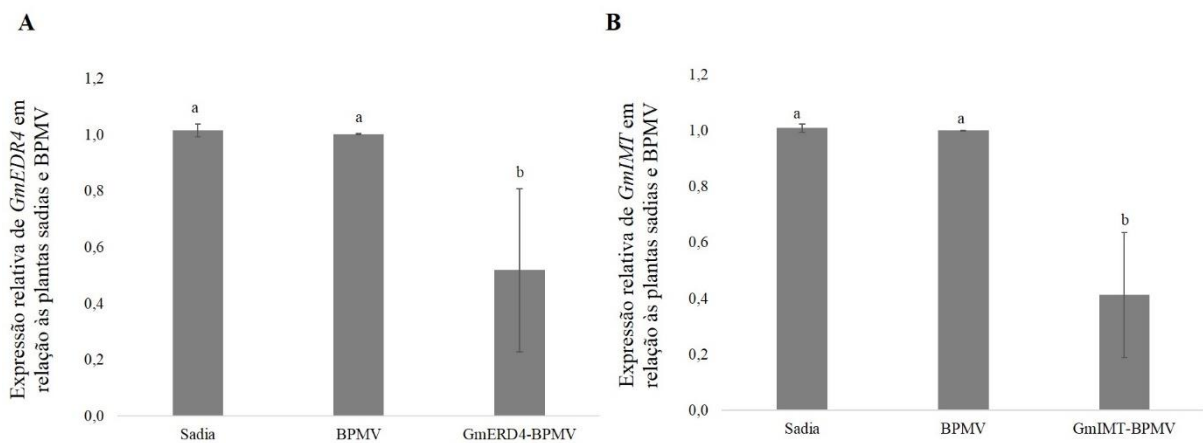 A
Expressão relativa de GmEDR4 em
relação às plantas sadias e BPMV
1,2
1,0
0,8
0,6
0,4
0,2
0,0
a
a
b
Sadia
BPMV
GmERD4-BPMV
B
Expressão relativa de GmIMT em
relação às plantas sadias e BPMV
1,2
1,0
0,8
0,6
0,4
0,2
0,0
a
a
b
Sadia
BPMV
GmIMT-BPMV